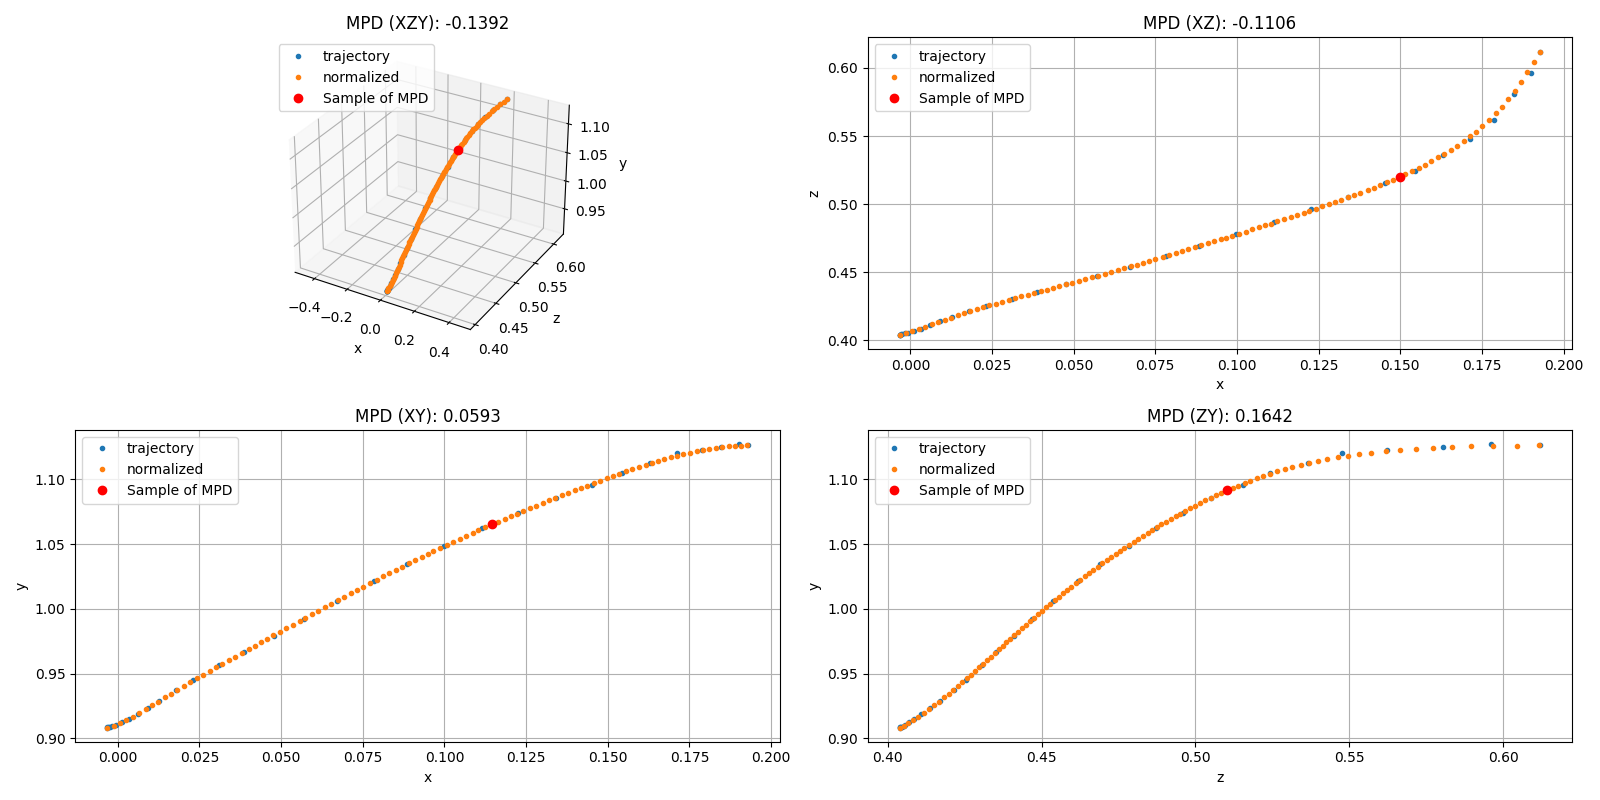 MPD (XZY): -0.1392
trajectory
normalized
Sample of MPD
1.10
1.05
1.00
0.95
y
0.60
0.55
0.50
0.45
0.40
z
−0.4
−0.2
0.0
0.2
0.4
x
MPD (XZ): -0.1106
trajectory
normalized
Sample of MPD
0.60
0.55
0.50
0.45
0.40
z
0.000 0.025 0.050 0.075 0.100 0.125 0.150 0.175 0.200
x
MPD (XY): 0.0593
trajectory
normalized
Sample of MPD
1.10
1.05
1.00
0.95
0.90
y
0.000 0.025 0.050 0.075 0.100 0.125 0.150 0.175 0.200
x
MPD (ZY): 0.1642
trajectory
normalized
Sample of MPD
1.10
1.05
1.00
0.95
0.90
y
0.40 0.45 0.50 0.55 0.60
z